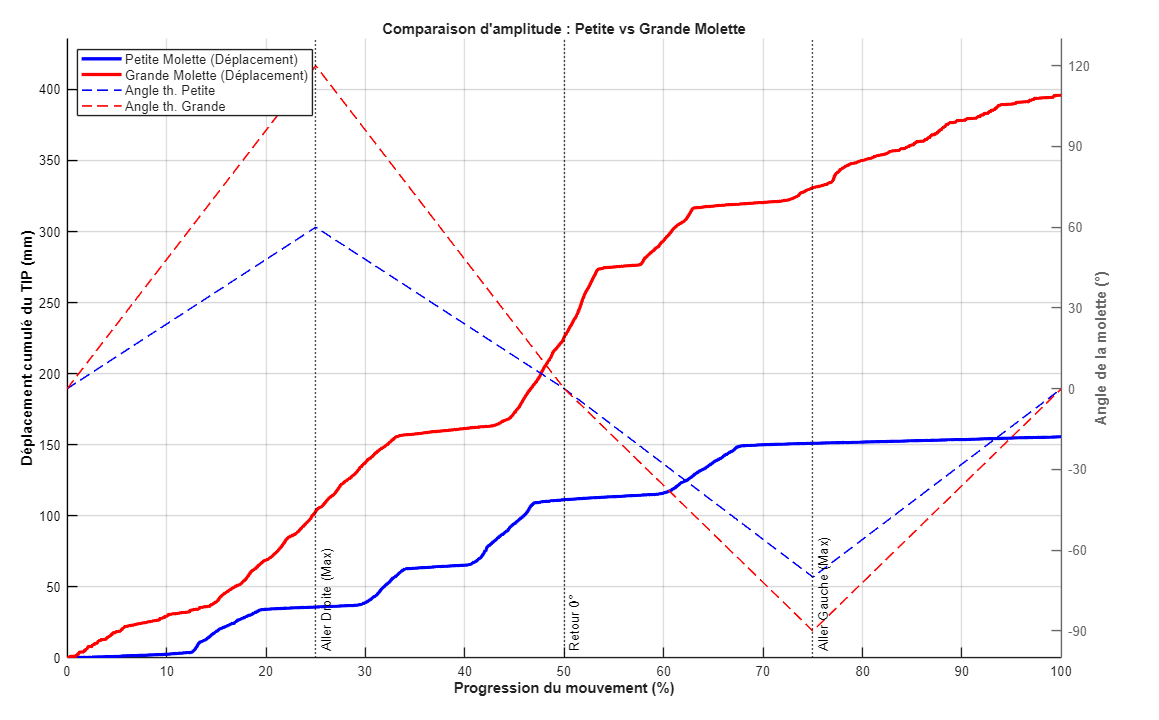 Comparaison d'amplitude : Petite vs Grande Molette
Petite Molette (Déplacement)
Grande Molette (Déplacement)
Angle th. Petite
Angle th. Grande
Déplacement cumulé du TIP (mm)
400
350
300
250
200
150
100
50
0
120
90
60
30
0
-30
-60
-90
Angle de la molette (°)
Aller Droite (Max)
Retour 0°
Aller Gauche (Max)
0 10 20 30 40 50 60 70 80 90 100
Progression du mouvement (%)